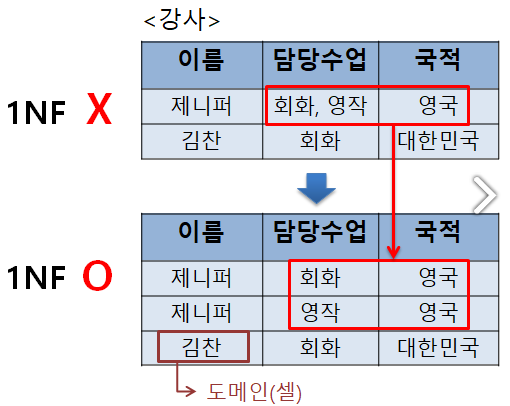 <강사>
이름 담당수업 국적
1NF X
제니퍼 회화, 영작 영국
김찬 회화 대한민국
이름 담당수업 국적
1NF O
제니퍼 회화 영국
제니퍼 영작 영국
김찬 회화 대한민국
도메인(셀)